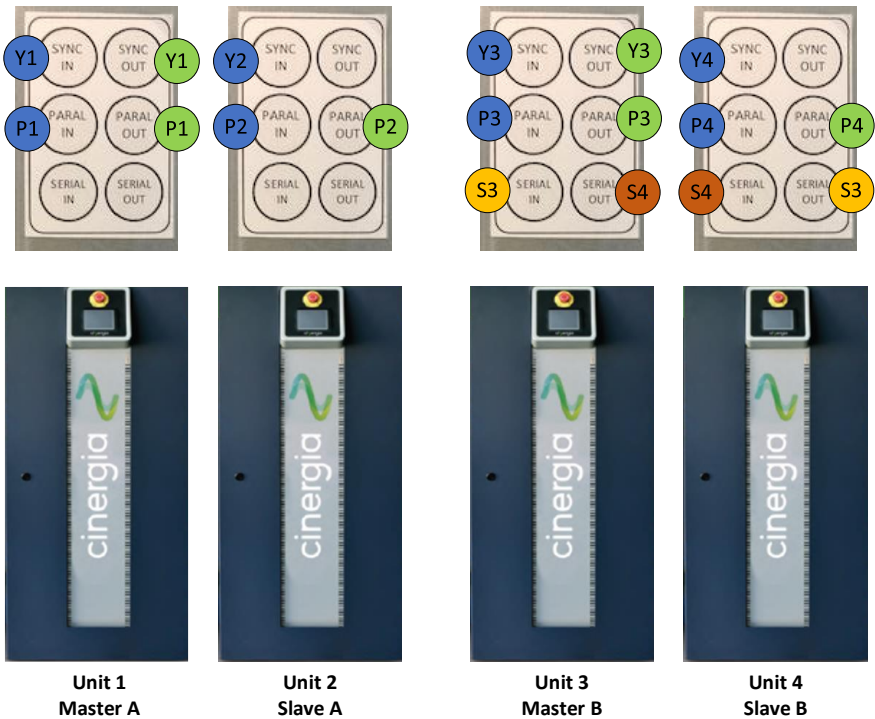 Y1
SYNC
IN
SYNC
OUT
Y1
P1
PARAL
IN
PARAL
OUT
P1
SERIAL
IN
SERIAL
OUT
Y2
SYNC
IN
SYNC
OUT
P2
PARAL
IN
PARAL
OUT
P2
SERIAL
IN
SERIAL
OUT
Y3
SYNC
IN
SYNC
OUT
Y3
P3
PARAL
IN
PARAL
OUT
P3
S3
SERIAL
IN
SERIAL
OUT
S4
Y4
SYNC
IN
SYNC
OUT
P4
PARAL
IN
PARAL
OUT
P4
S4
SERIAL
IN
SERIAL
OUT
S3
cinergia
cinergia
cinergia
cinergia
Unit 1
Master A
Unit 2
Slave A
Unit 3
Master B
Unit 4
Slave B